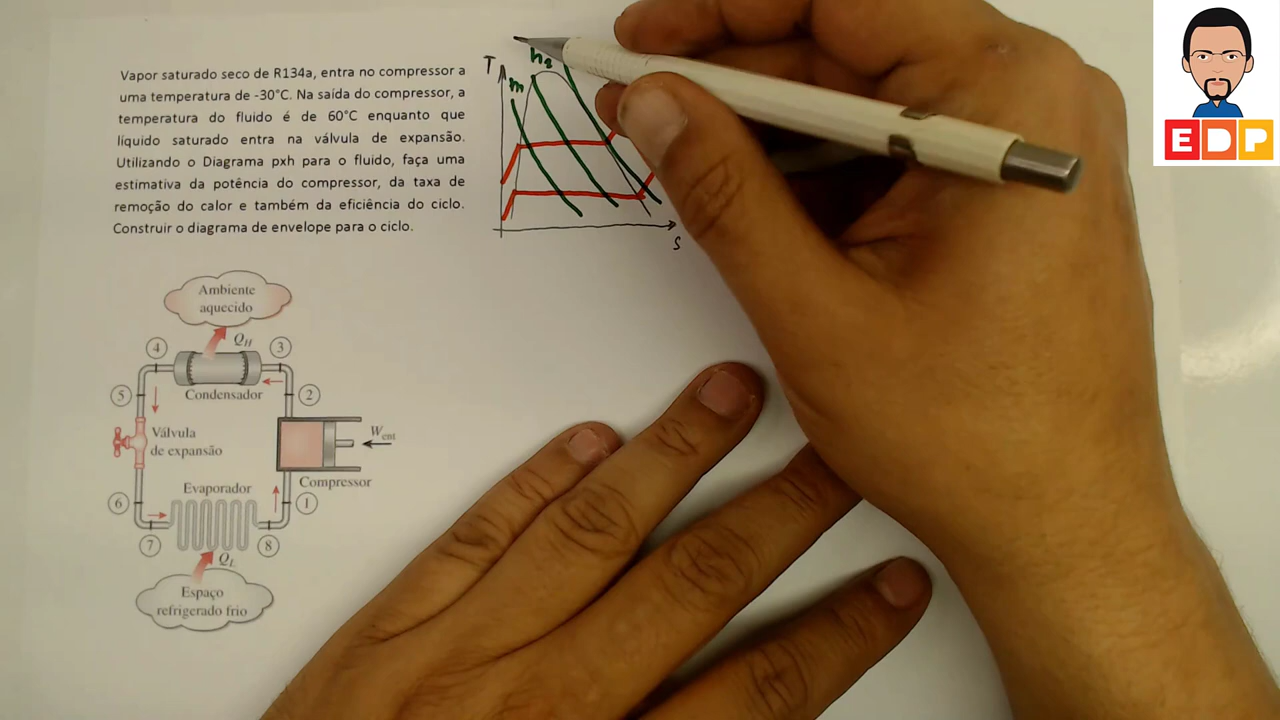 Vapor saturado seco de R134a, entra no compressor a
uma temperatura de -30°C. Na saída do compressor, a
temperatura do fluido é de 60°C enquanto que
líquido saturado entra na válvula de expansão.
Utilizando o Diagrama pxh para o fluido, faça uma
estimativa da potência do compressor, da taxa de
remoção do calor e também da eficiência do ciclo.
Construir o diagrama de envelope para o ciclo.
T
s
EDP
Ambiente
aquecido
Q_H
4
3
Condensador
5
2
Válvula
de expansão
W_ent
Compressor
Evaporador
6
1
7
8
Q_L
Espaço
refrigerado frio